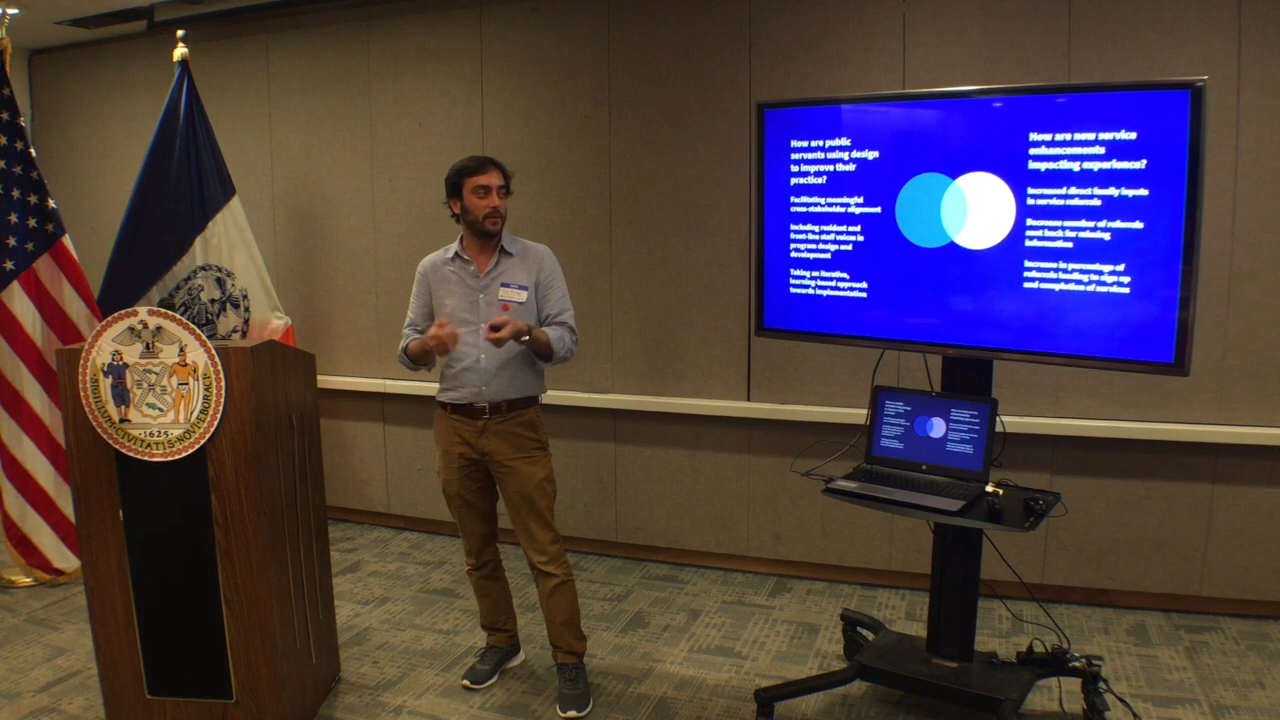 SIGILLUM·CIVITATIS·NOVI·EBORACI
·1625·
How are public
servants using design
to improve their
practice?
Facilitating meaningful
cross-stakeholder alignment
Including resident and
front-line staff voices in
program design and
development
Taking an iterative,
learning-based approach
towards implementation
How are new service
enhancements
impacting experience?
Increased direct family inputs
in service referrals
Decrease number of referrals
sent back for missing
information
Increase in percentage of
referrals leading to sign up
and completion of services